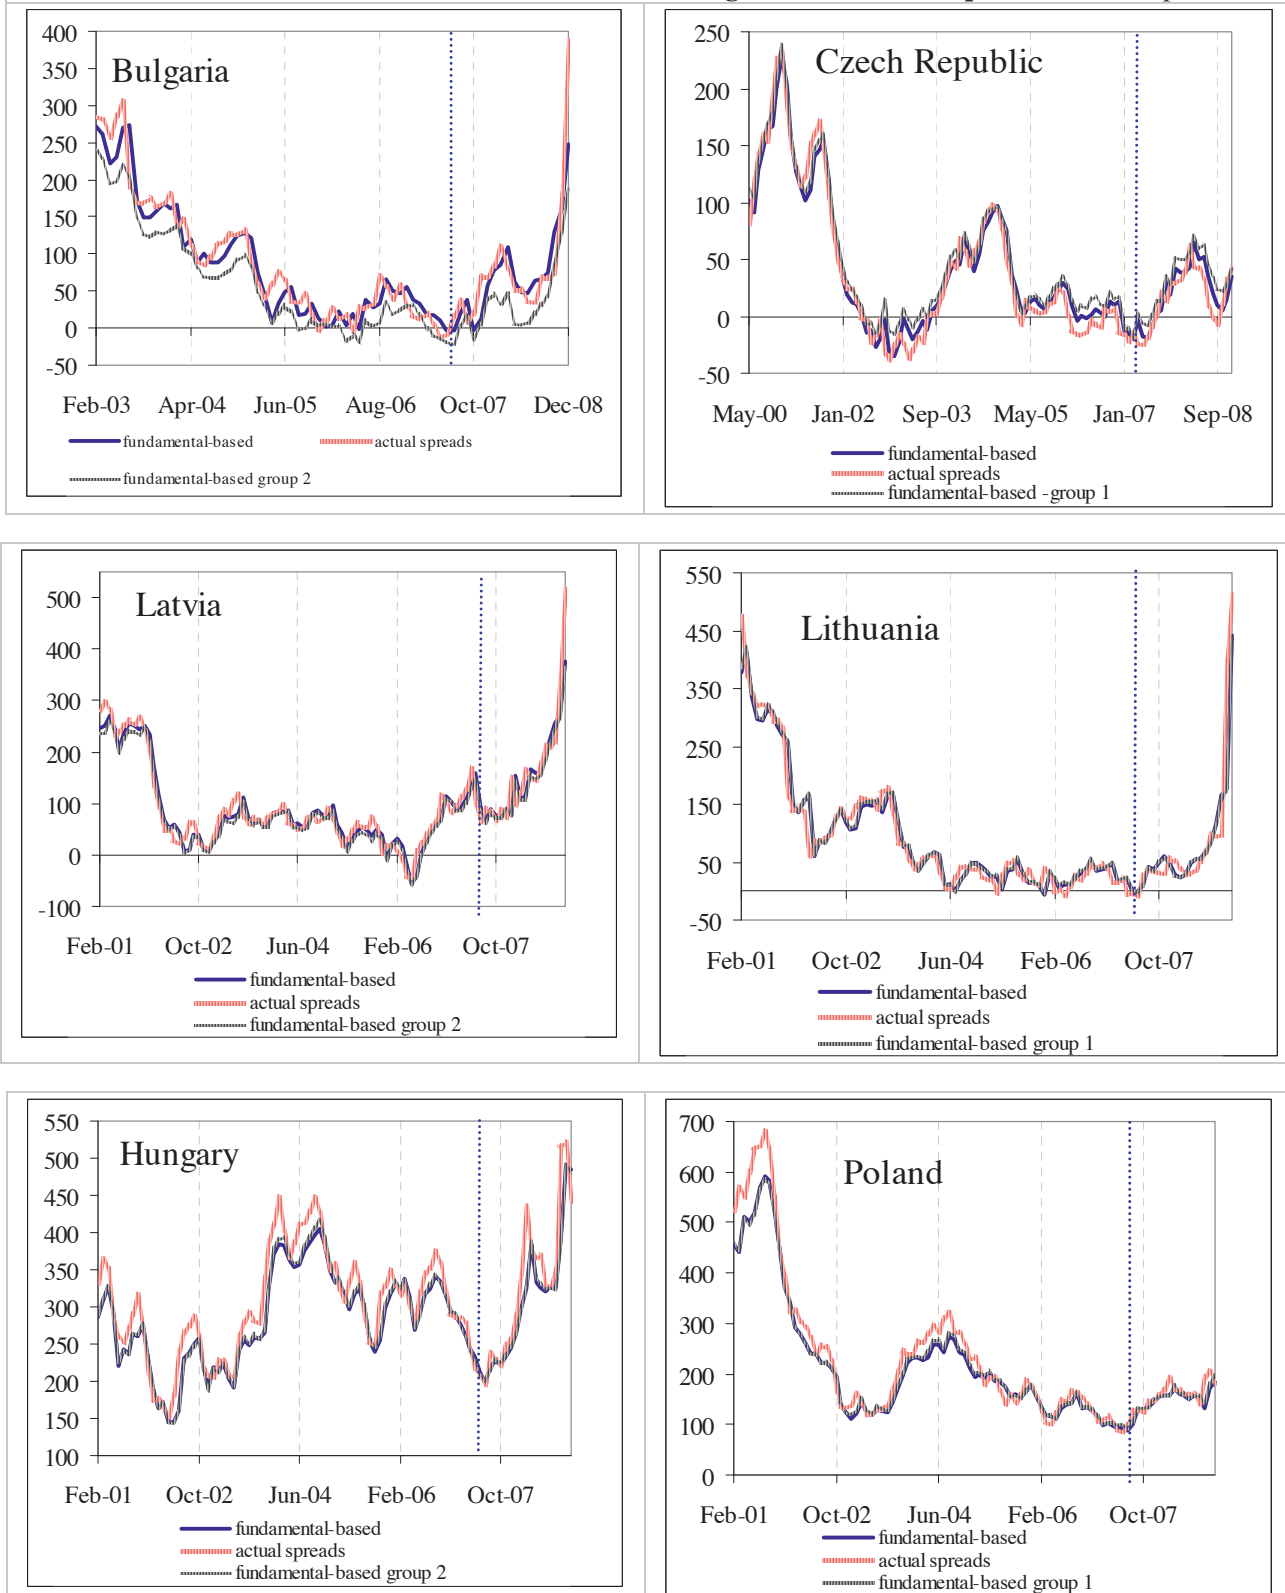 Bulgaria
400
350
300
250
200
150
100
50
0
-50
Feb-03 Apr-04 Jun-05 Aug-06 Oct-07 Dec-08
fundamental-based actual spreads
fundamental-based group 2
Czech Republic
250
200
150
100
50
0
-50
May-00 Jan-02 Sep-03 May-05 Jan-07 Sep-08
fundamental-based
actual spreads
fundamental-based -group 1
Latvia
500
400
300
200
100
0
-100
Feb-01 Oct-02 Jun-04 Feb-06 Oct-07
fundamental-based
actual spreads
fundamental-based group 2
Lithuania
550
450
350
250
150
50
-50
Feb-01 Oct-02 Jun-04 Feb-06 Oct-07
fundamental-based
actual spreads
fundamental-based group 1
Hungary
550
500
450
400
350
300
250
200
150
100
Feb-01 Oct-02 Jun-04 Feb-06 Oct-07
fundamental-based
actual spreads
fundamental-based group 2
Poland
700
600
500
400
300
200
100
0
Feb-01 Oct-02 Jun-04 Feb-06 Oct-07
fundamental-based
actual spreads
fundamental-based group 1